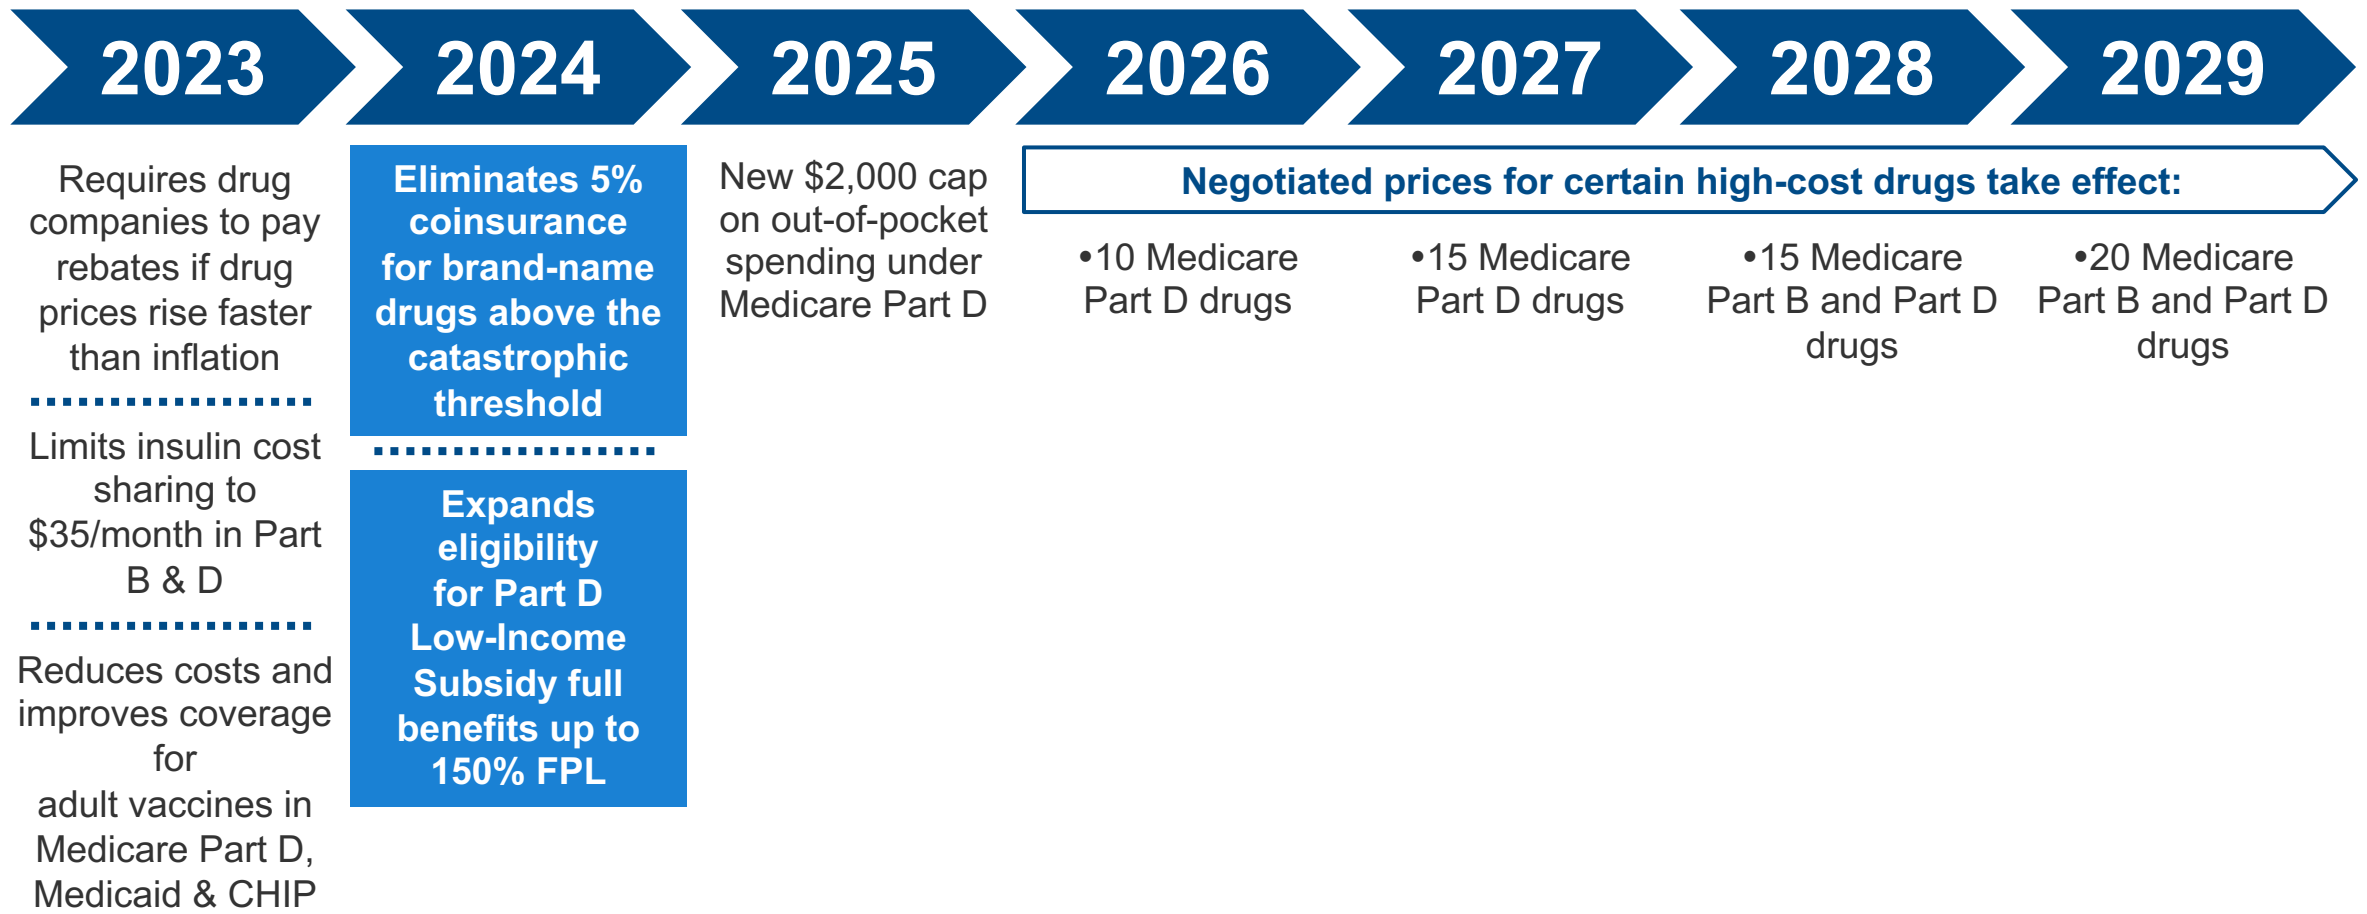 2023
2024
2025
2026
2027
2028
2029
Requires drug
companies to pay
rebates if drug
prices rise faster
than inflation
Limits insulin cost
sharing to
$35/month in Part
B & D
Reduces costs and
improves coverage
for
adult vaccines in
Medicare Part D,
Medicaid & CHIP
Eliminates 5%
coinsurance
for brand-name
drugs above the
catastrophic
threshold
Expands
eligibility
for Part D
Low-Income
Subsidy full
benefits up to
150% FPL
New $2,000 cap
on out-of-pocket
spending under
Medicare Part D
Negotiated prices for certain high-cost drugs take effect:
•10 Medicare
Part D drugs
•15 Medicare
Part D drugs
•15 Medicare
Part B and Part D
drugs
•20 Medicare
Part B and Part D
drugs